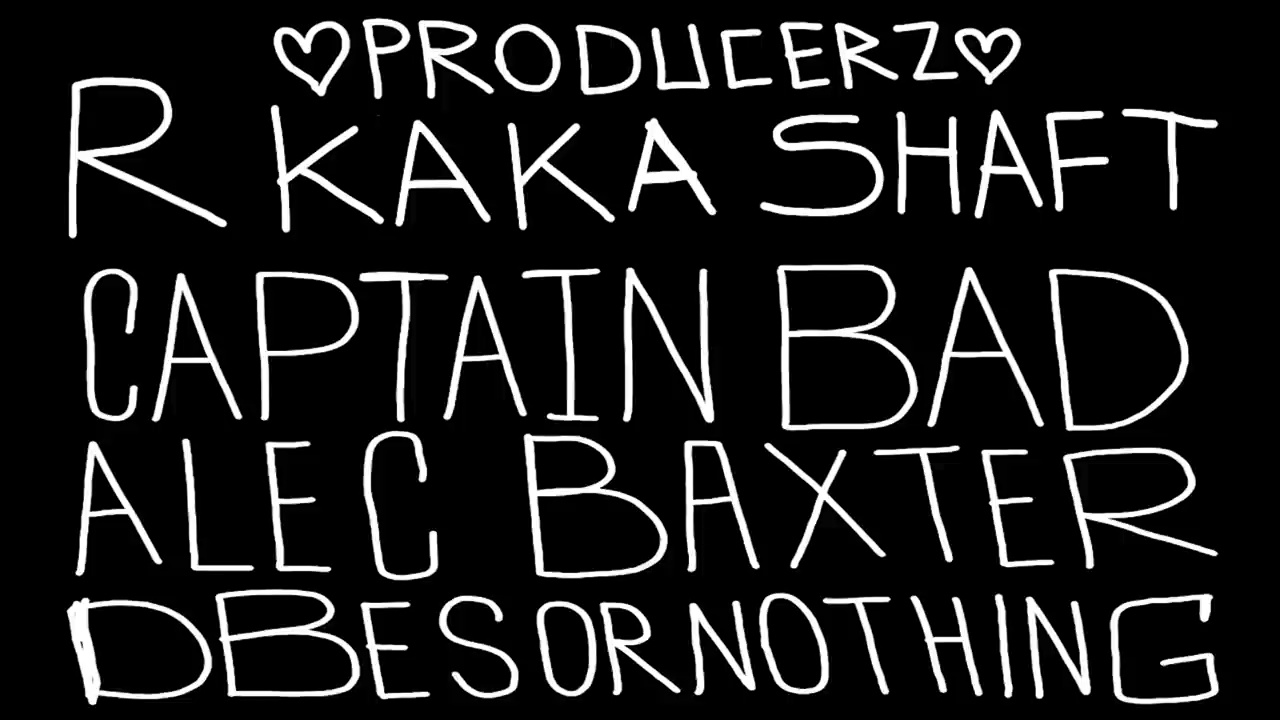 ♡PRODUCERZ♡
R KAKA SHAFT
CAPTAIN BAD
ALEC BAXTER
DBESORNOTHING